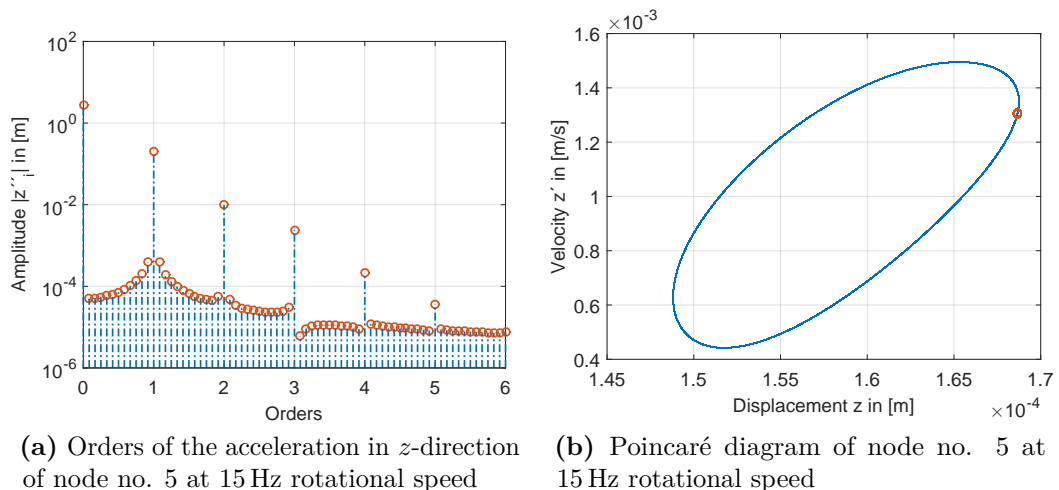 10^2
10^0
10^-2
10^-4
10^-6
Amplitude |z´´_i| in [m]
0 1 2 3 4 5 6
Orders
×10^-3
1.6
1.4
1.2
1
0.8
0.6
0.4
Velocity z´ in [m/s]
1.45 1.5 1.55 1.6 1.65 1.7
Displacement z in [m]
×10^-4
(a) Orders of the acceleration in z-direction
of node no. 5 at 15 Hz rotational speed
(b) Poincaré diagram of node no. 5 at
15 Hz rotational speed